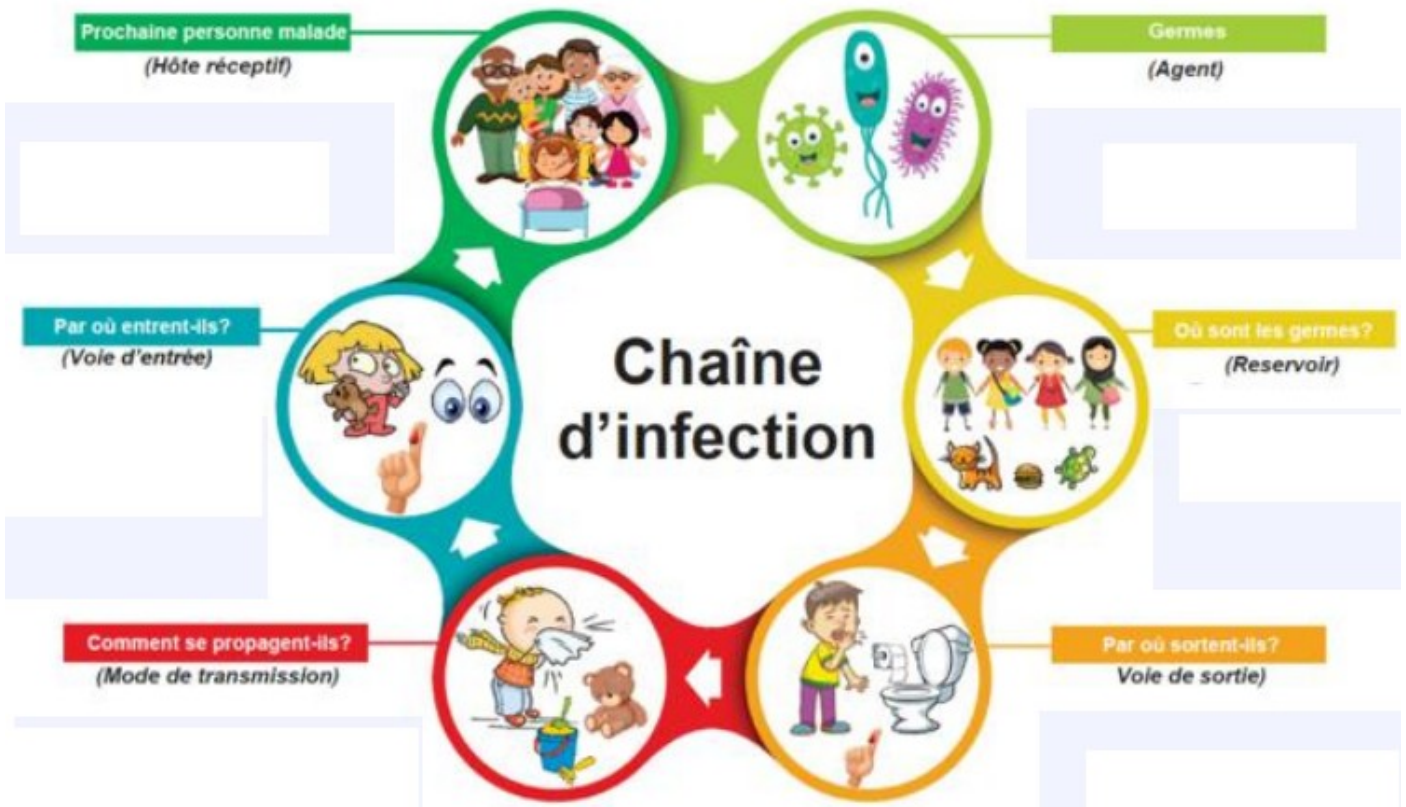 Prochaine personne malade
(Hôte réceptif)
Germes
(Agent)
Par où entrent-ils?
(Voie d'entrée)
Chaîne
d'infection
Où sont les germes?
(Reservoir)
Comment se propagent-ils?
(Mode de transmission)
Par où sortent-ils?
Voie de sortie)